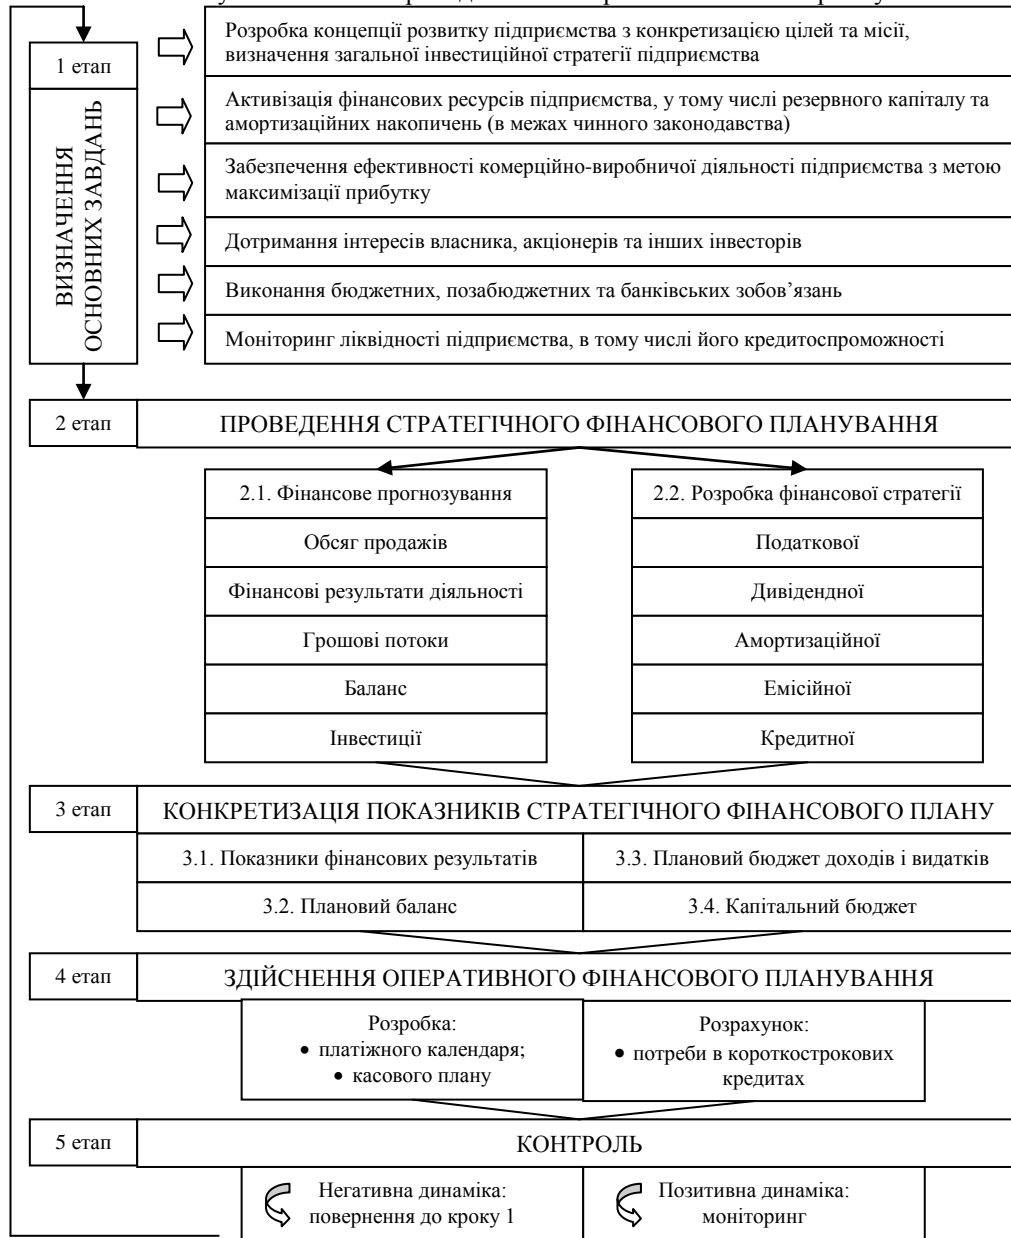 1 етап
ВИЗНАЧЕННЯ
ОСНОВНИХ ЗАВДАНЬ
Розробка концепції розвитку підприємства з конкретизацією цілей та місії,
визначення загальної інвестиційної стратегії підприємства
Активізація фінансових ресурсів підприємства, у тому числі резервного капіталу та
амортизаційних накопичень (в межах чинного законодавства)
Забезпечення ефективності комерційно-виробничої діяльності підприємства з метою
максимізації прибутку
Дотримання інтересів власника, акціонерів та інших інвесторів
Виконання бюджетних, позабюджетних та банківських зобов’язань
Моніторинг ліквідності підприємства, в тому числі його кредитоспроможності
2 етап
ПРОВЕДЕННЯ СТРАТЕГІЧНОГО ФІНАНСОВОГО ПЛАНУВАННЯ
2.1. Фінансове прогнозування
Обсяг продажів
Фінансові результати діяльності
Грошові потоки
Баланс
Інвестиції
2.2. Розробка фінансової стратегії
Податкової
Дивідендної
Амортизаційної
Емісійної
Кредитної
3 етап
КОНКРЕТИЗАЦІЯ ПОКАЗНИКІВ СТРАТЕГІЧНОГО ФІНАНСОВОГО ПЛАНУ
3.1. Показники фінансових результатів
3.3. Плановий бюджет доходів і видатків
3.2. Плановий баланс
3.4. Капітальний бюджет
4 етап
ЗДІЙСНЕННЯ ОПЕРАТИВНОГО ФІНАНСОВОГО ПЛАНУВАННЯ
Розробка:
• платіжного календаря;
• касового плану
Розрахунок:
• потреби в короткострокових
кредитах
5 етап
КОНТРОЛЬ
Негативна динаміка:
повернення до кроку 1
Позитивна динаміка:
моніторинг